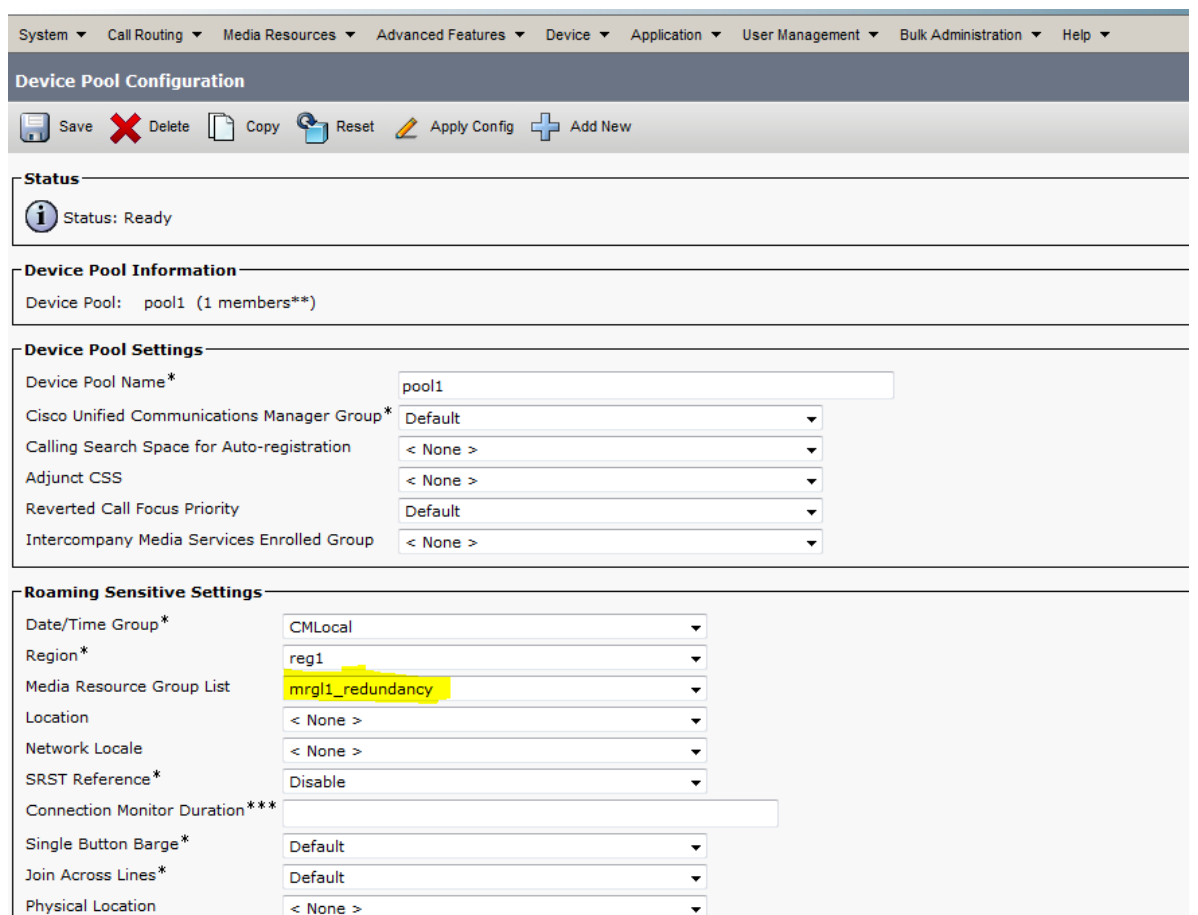 System Call Routing Media Resources Advanced Features Device Application User Management Bulk Administration Help
Device Pool Configuration
Save Delete Copy Reset Apply Config Add New
Status
Status: Ready
Device Pool Information
Device Pool: pool1 (1 members**)
Device Pool Settings
Device Pool Name* pool1
Cisco Unified Communications Manager Group* Default
Calling Search Space for Auto-registration < None >
Adjunct CSS < None >
Reverted Call Focus Priority Default
Intercompany Media Services Enrolled Group < None >
Roaming Sensitive Settings
Date/Time Group* CMLocal
Region* reg1
Media Resource Group List mrgl1_redundancy
Location < None >
Network Locale < None >
SRST Reference* Disable
Connection Monitor Duration***
Single Button Barge* Default
Join Across Lines* Default
Physical Location < None >